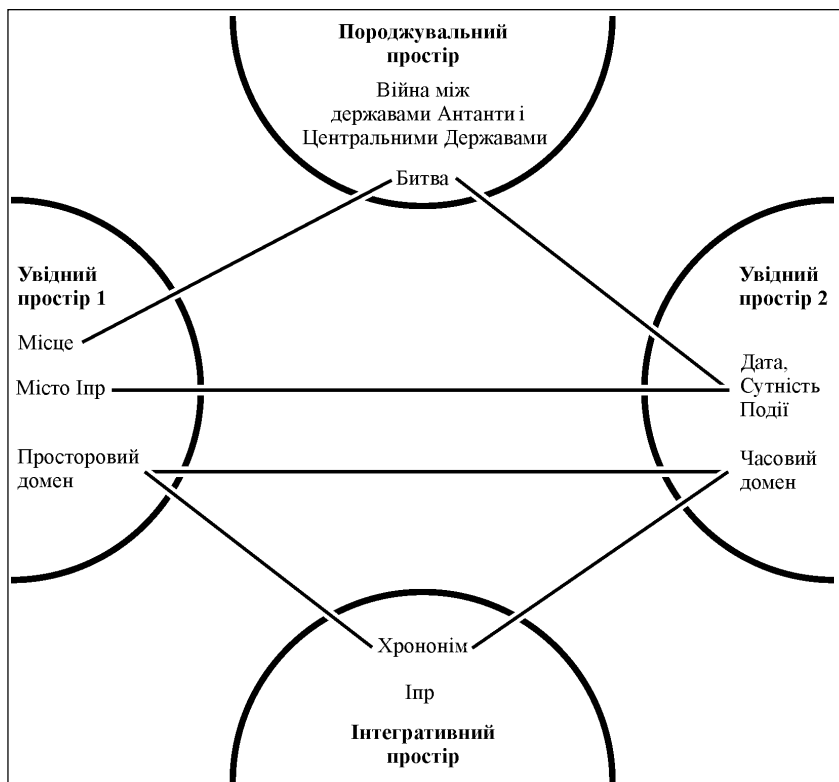 Породжувальний
простір
Війна між
державами Антанти і
Центральними Державами
Битва
Увідний
простір 1
Місце
Місто Іпр
Просторовий
домен
Увідний
простір 2
Дата,
Сутність
Події
Часовий
домен
Хрононім
Іпр
Інтегративний
простір